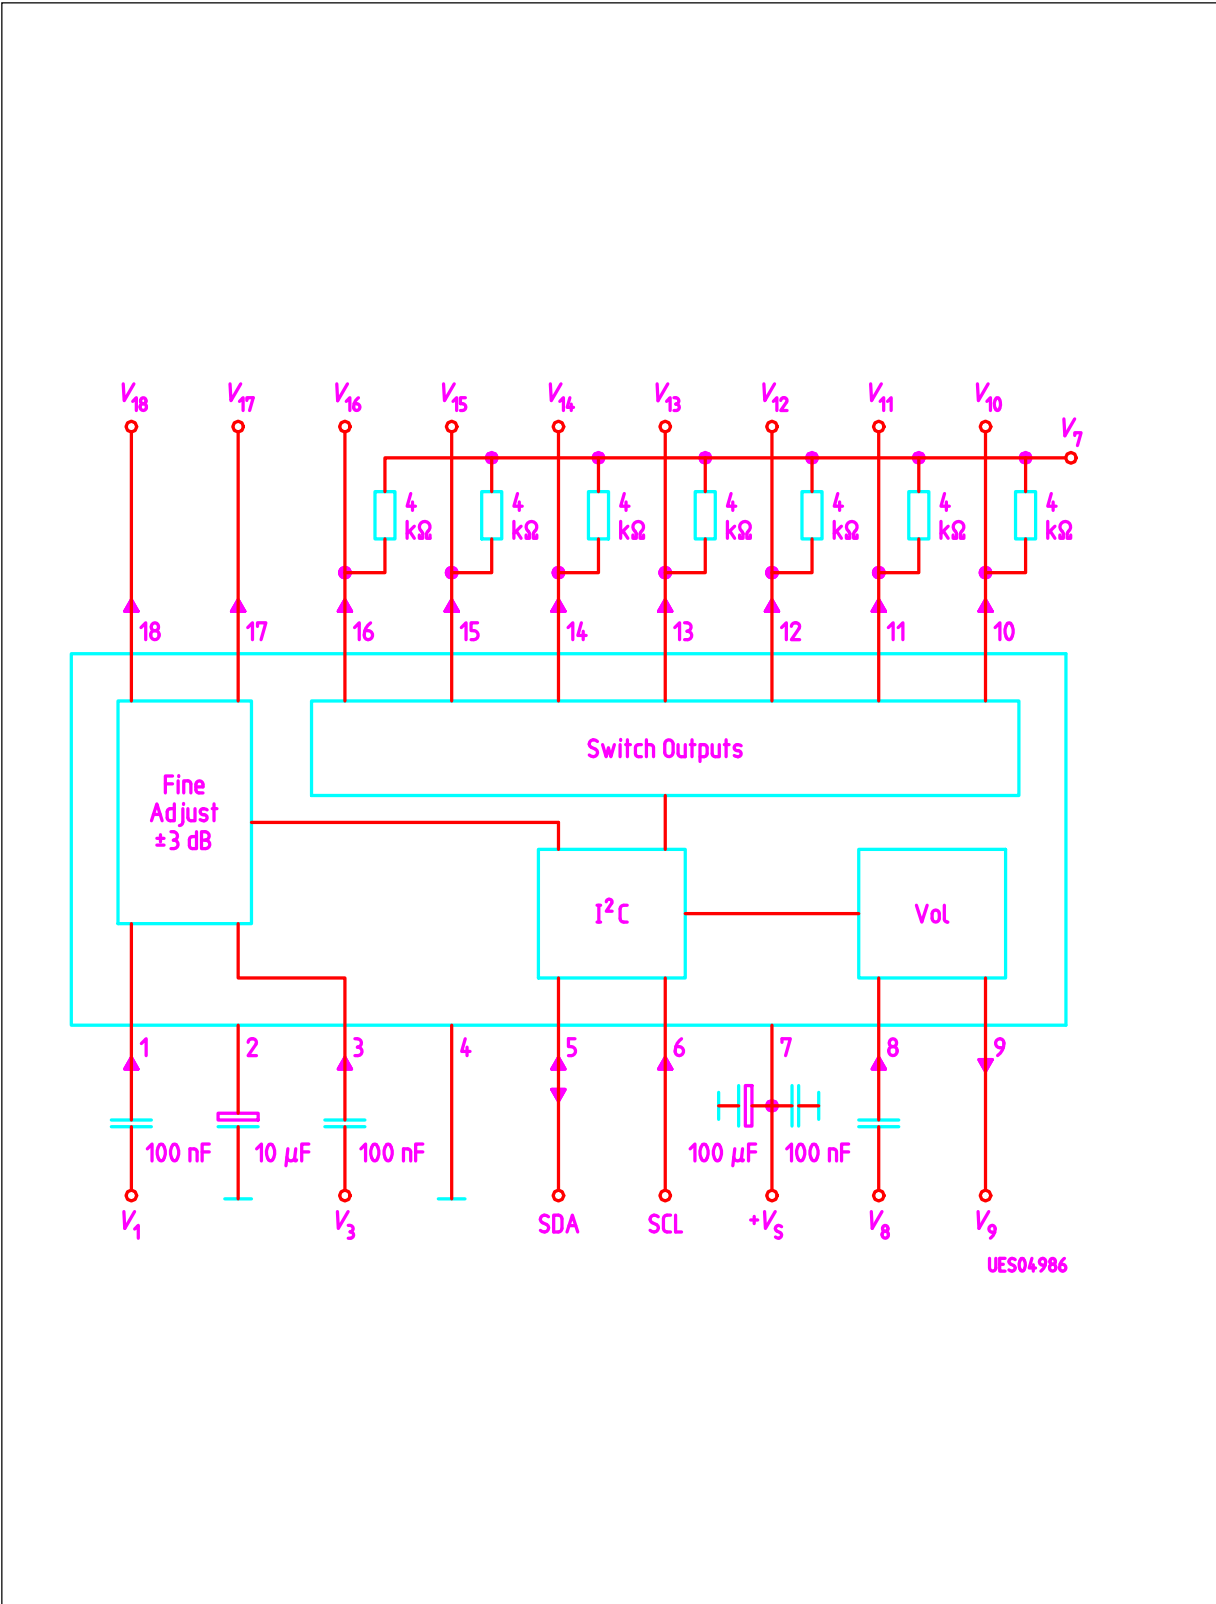 V18 V17 V16 V15 V14 V13 V12 V11 V10
V7
4 4 4 4 4 4 4
kΩ kΩ kΩ kΩ kΩ kΩ kΩ
18 17 16 15 14 13 12 11 10
Switch Outputs
Fine
Adjust
±3 dB
I²C
Vol
1 2 3 4 5 6 7 8 9
100 nF 10 µF 100 nF 100 µF 100 nF
V1 V3 SDA SCL +VS V8 V9
UES04986